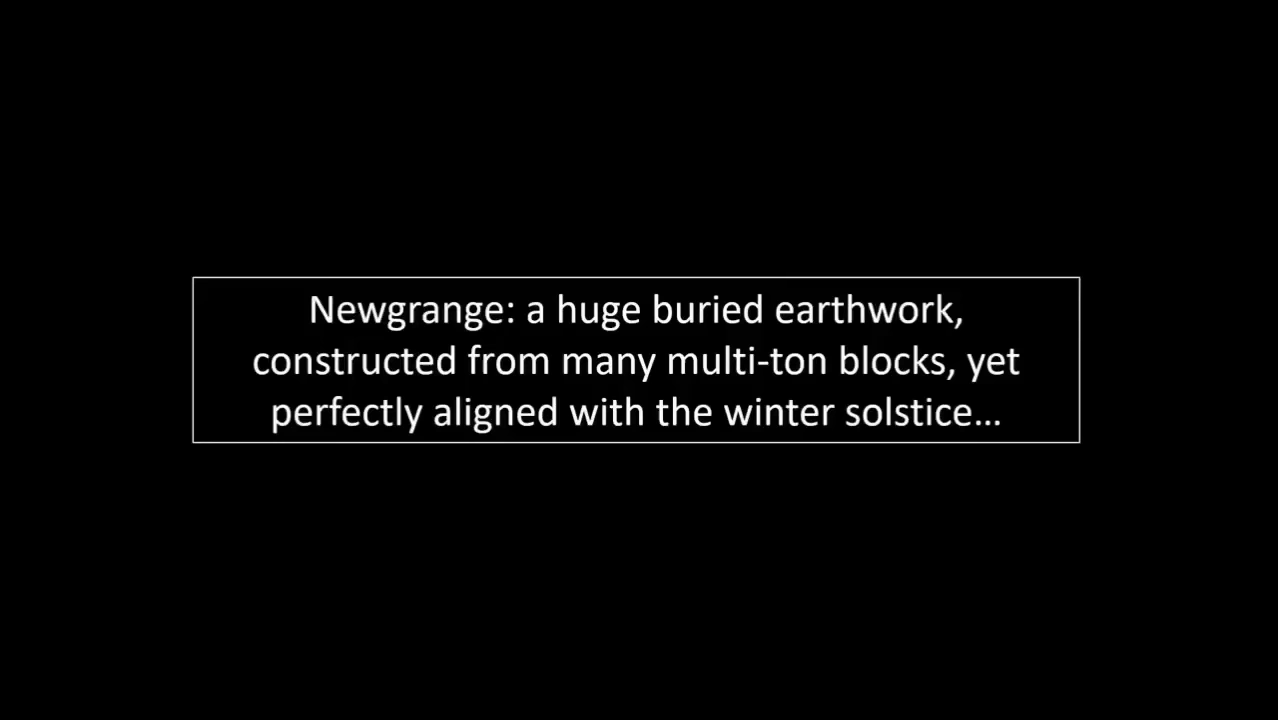 Newgrange: a huge buried earthwork,
constructed from many multi-ton blocks, yet
perfectly aligned with the winter solstice…